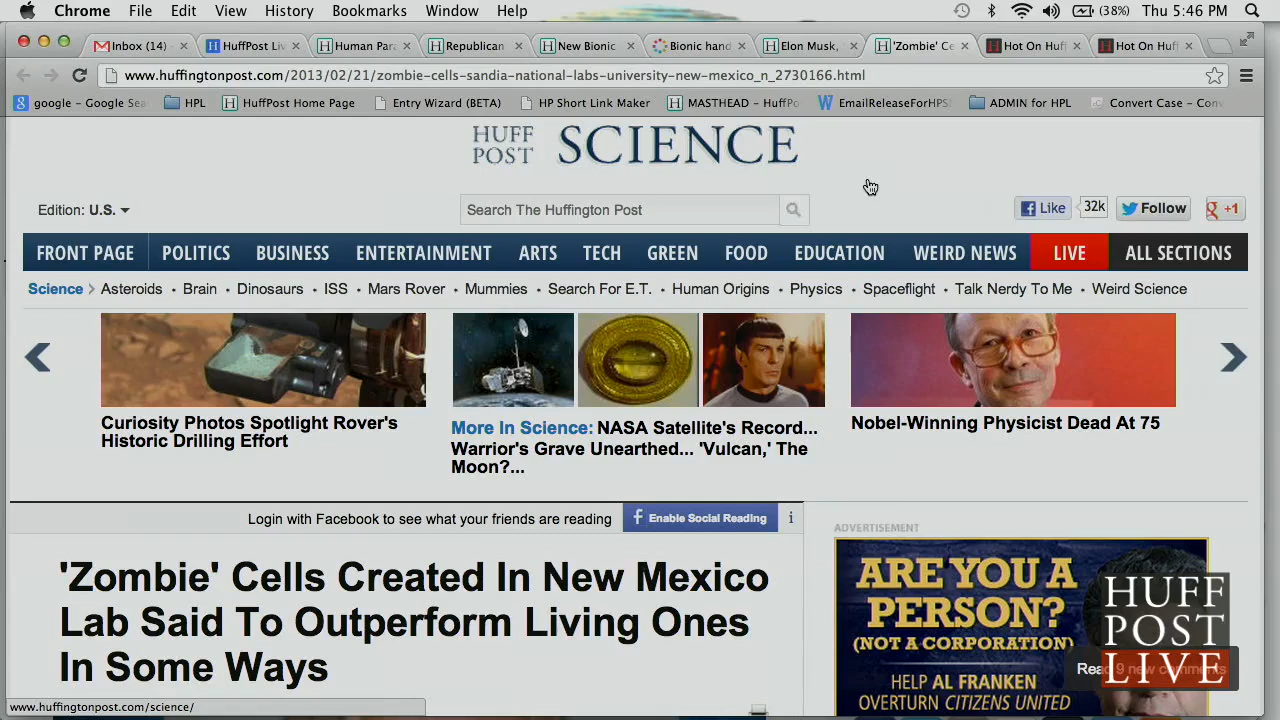 Chrome File Edit View History Bookmarks Window Help (38%) Thu 5:46 PM
Inbox (14) HuffPost Liv Human Par Republican New Bionic Bionic hand Elon Musk, 'Zombie' Ce Hot On Huff Hot On Huff
www.huffingtonpost.com/2013/02/21/zombie-cells-sandia-national-labs-university-new-mexico_n_2730166.html
google - Google Sea HPL HuffPost Home Page Entry Wizard (BETA) HP Short Link Maker MASTHEAD - HuffPo EmailReleaseForHPS ADMIN for HPL Convert Case - Conv
HUFF
POST
SCIENCE
Edition: U.S. Search The Huffington Post Like 32k Follow g +1
FRONT PAGE POLITICS BUSINESS ENTERTAINMENT ARTS TECH GREEN FOOD EDUCATION WEIRD NEWS LIVE ALL SECTIONS
Science Asteroids • Brain • Dinosaurs • ISS • Mars Rover • Mummies • Search For E.T. • Human Origins • Physics • Spaceflight • Talk Nerdy To Me • Weird Science
Curiosity Photos Spotlight Rover's
Historic Drilling Effort
More In Science: NASA Satellite's Record...
Warrior's Grave Unearthed... 'Vulcan,' The
Moon?...
Nobel-Winning Physicist Dead At 75
Login with Facebook to see what your friends are reading f Enable Social Reading i
'Zombie' Cells Created In New Mexico
Lab Said To Outperform Living Ones
In Some Ways
ADVERTISEMENT
ARE YOU A
PERSON?
(NOT A CORPORATION)
HELP AL FRANKEN
OVERTURN CITIZENS UNITED
HUFF
POST
LIVE
Read 9 new comments
www.huffingtonpost.com/science/